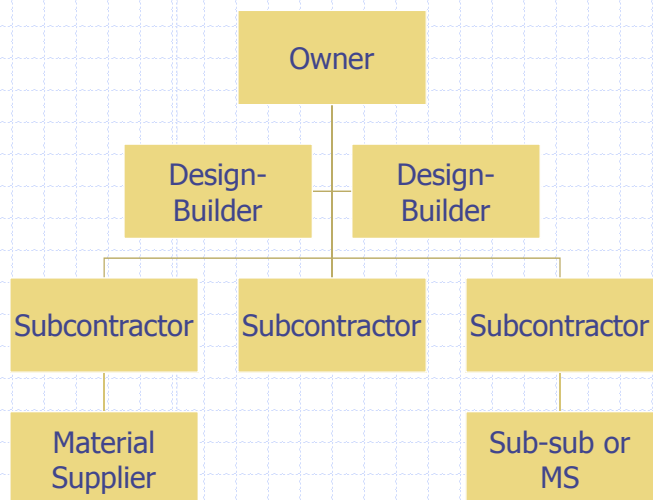 Owner
Design-
Builder
Design-
Builder
Subcontractor
Subcontractor
Subcontractor
Material
Supplier
Sub-sub or
MS